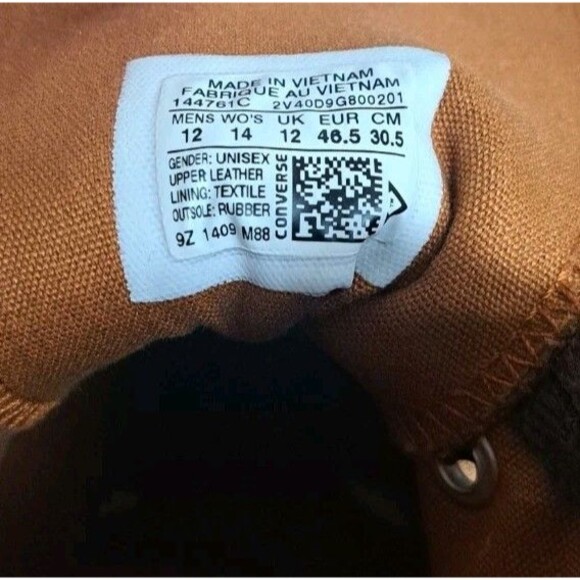 MADE IN VIETNAM
FABRIQUE AU VIETNAM
144761C 2V40D9G800201
MENS WO'S UK EUR CM
12 14 12 46.5 30.5
GENDER: UNISEX
UPPER LEATHER
LINING: TEXTILE
OUTSOLE: RUBBER
9Z 1409 M88
CONVERSE